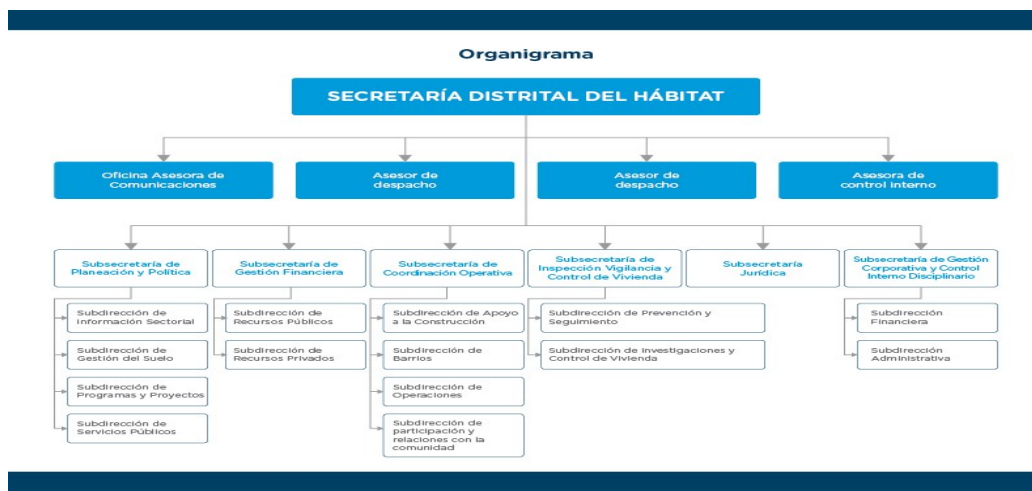 Organigrama
SECRETARÍA DISTRITAL DEL HÁBITAT
Oficina Asesora de
Comunicaciones
Asesor de
despacho
Asesor de
despacho
Asesora de
control interno
Subsecretaría de
Planeación y Política
Subsecretaría de
Gestión Financiera
Subsecretaría de
Coordinación Operativa
Subsecretaría de
Inspección Vigilancia y
Control de Vivienda
Subsecretaría
Jurídica
Subsecretaría de Gestión
Corporativa y Control
Interno Disciplinario
Subdirección de
Información Sectorial
Subdirección de
Gestión del Suelo
Subdirección de
Programas y Proyectos
Subdirección de
Servicios Públicos
Subdirección de
Recursos Públicos
Subdirección de
Recursos Privados
Subdirección de Apoyo
a la Construcción
Subdirección de
Barrios
Subdirección de
Operaciones
Subdirección de
participación y
relaciones con la
comunidad
Subdirección de Prevención y
Seguimiento
Subdirección de Investigaciones y
Control de Vivienda
Subdirección
Financiera
Subdirección
Administrativa